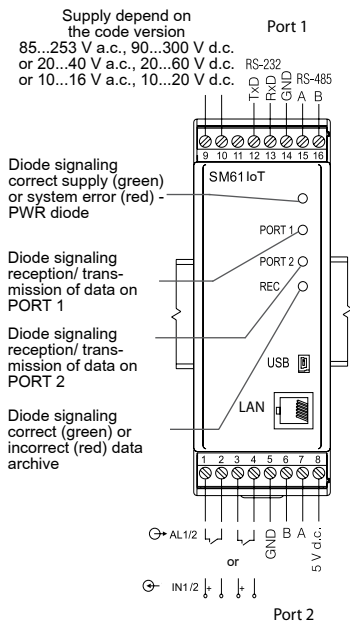 Supply depend on
the code version
85...253 V a.c., 90...300 V d.c.
or 20...40 V a.c., 20...60 V d.c.
or 10...16 V a.c., 10...20 V d.c.
Port 1
RS-232
RS-485
TxD
RxD
GND
A B
9 10 11 12 13 14 15 16
SM61IoT
Diode signaling
correct supply (green)
or system error (red) -
PWR diode
PORT 1
Diode signaling
reception/ trans-
mission of data on
PORT 1
PORT 2
REC
Diode signaling
reception/ trans-
mission of data on
PORT 2
USB
LAN
Diode signaling
correct (green) or
incorrect (red) data
archive
1 2 3 4 5 6 7 8
AL1/2
GND
B A
5 V d.c.
or
IN1/2 + +
Port 2